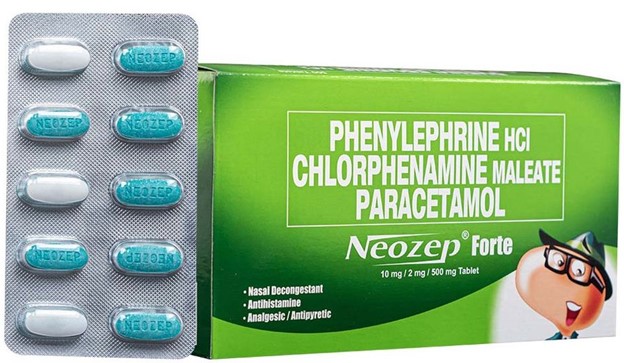 NEOZEP
NEOZEP NEOZEP
NEOZEP
NEOZEP NEOZEP
NEOZEP
PHENYLEPHRINE HCl
CHLORPHENAMINE MALEATE
PARACETAMOL
NEOZEP® Forte
10 mg / 2 mg / 500 mg Tablet
• Nasal Decongestant
• Antihistamine
• Analgesic / Antipyretic